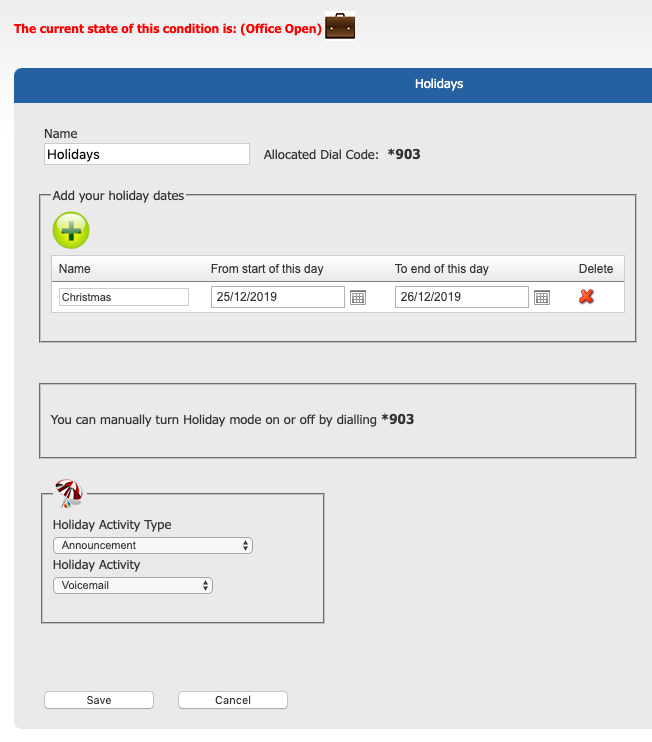 The current state of this condition is: (Office Open)
Holidays
Name
Holidays Allocated Dial Code: *903
Add your holiday dates
Name From start of this day To end of this day Delete
Christmas 25/12/2019 26/12/2019
You can manually turn Holiday mode on or off by dialling *903
Holiday Activity Type
Announcement
Holiday Activity
Voicemail
Save Cancel